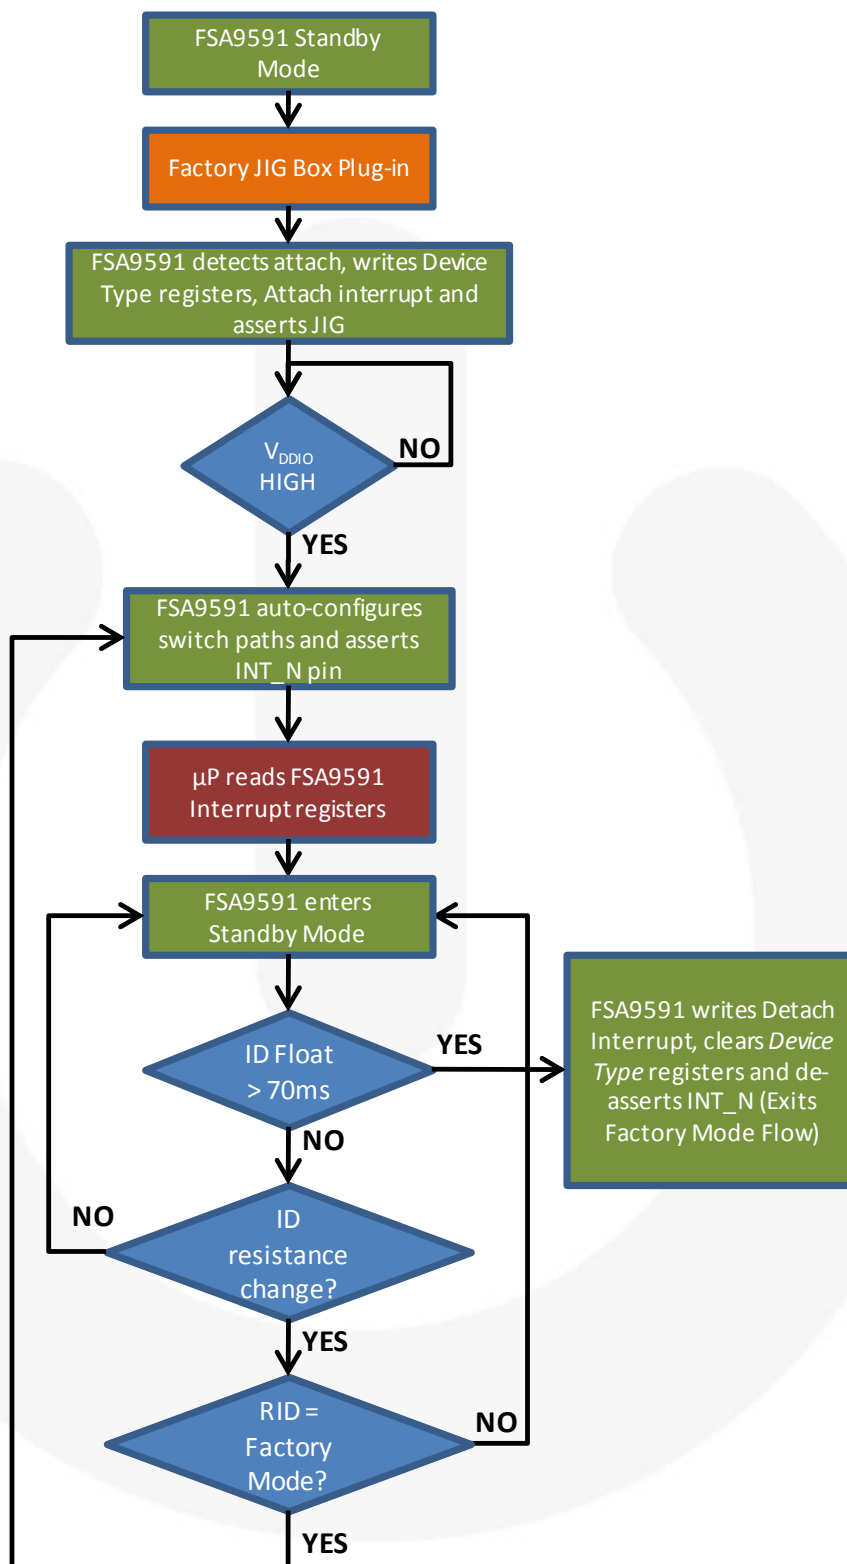 FSA9591 Standby
Mode
Factory JIG Box Plug-in
FSA9591 detects attach, writes Device
Type registers, Attach interrupt and
asserts JIG
VDDIO
HIGH
NO
YES
FSA9591 auto-configures
switch paths and asserts
INT_N pin
µP reads FSA9591
Interrupt registers
FSA9591 enters
Standby Mode
ID Float
> 70ms
YES
FSA9591 writes Detach
Interrupt, clears Device
Type registers and de-
asserts INT_N (Exits
Factory Mode Flow)
NO
NO
ID
resistance
change?
YES
RID =
Factory
Mode?
NO
YES